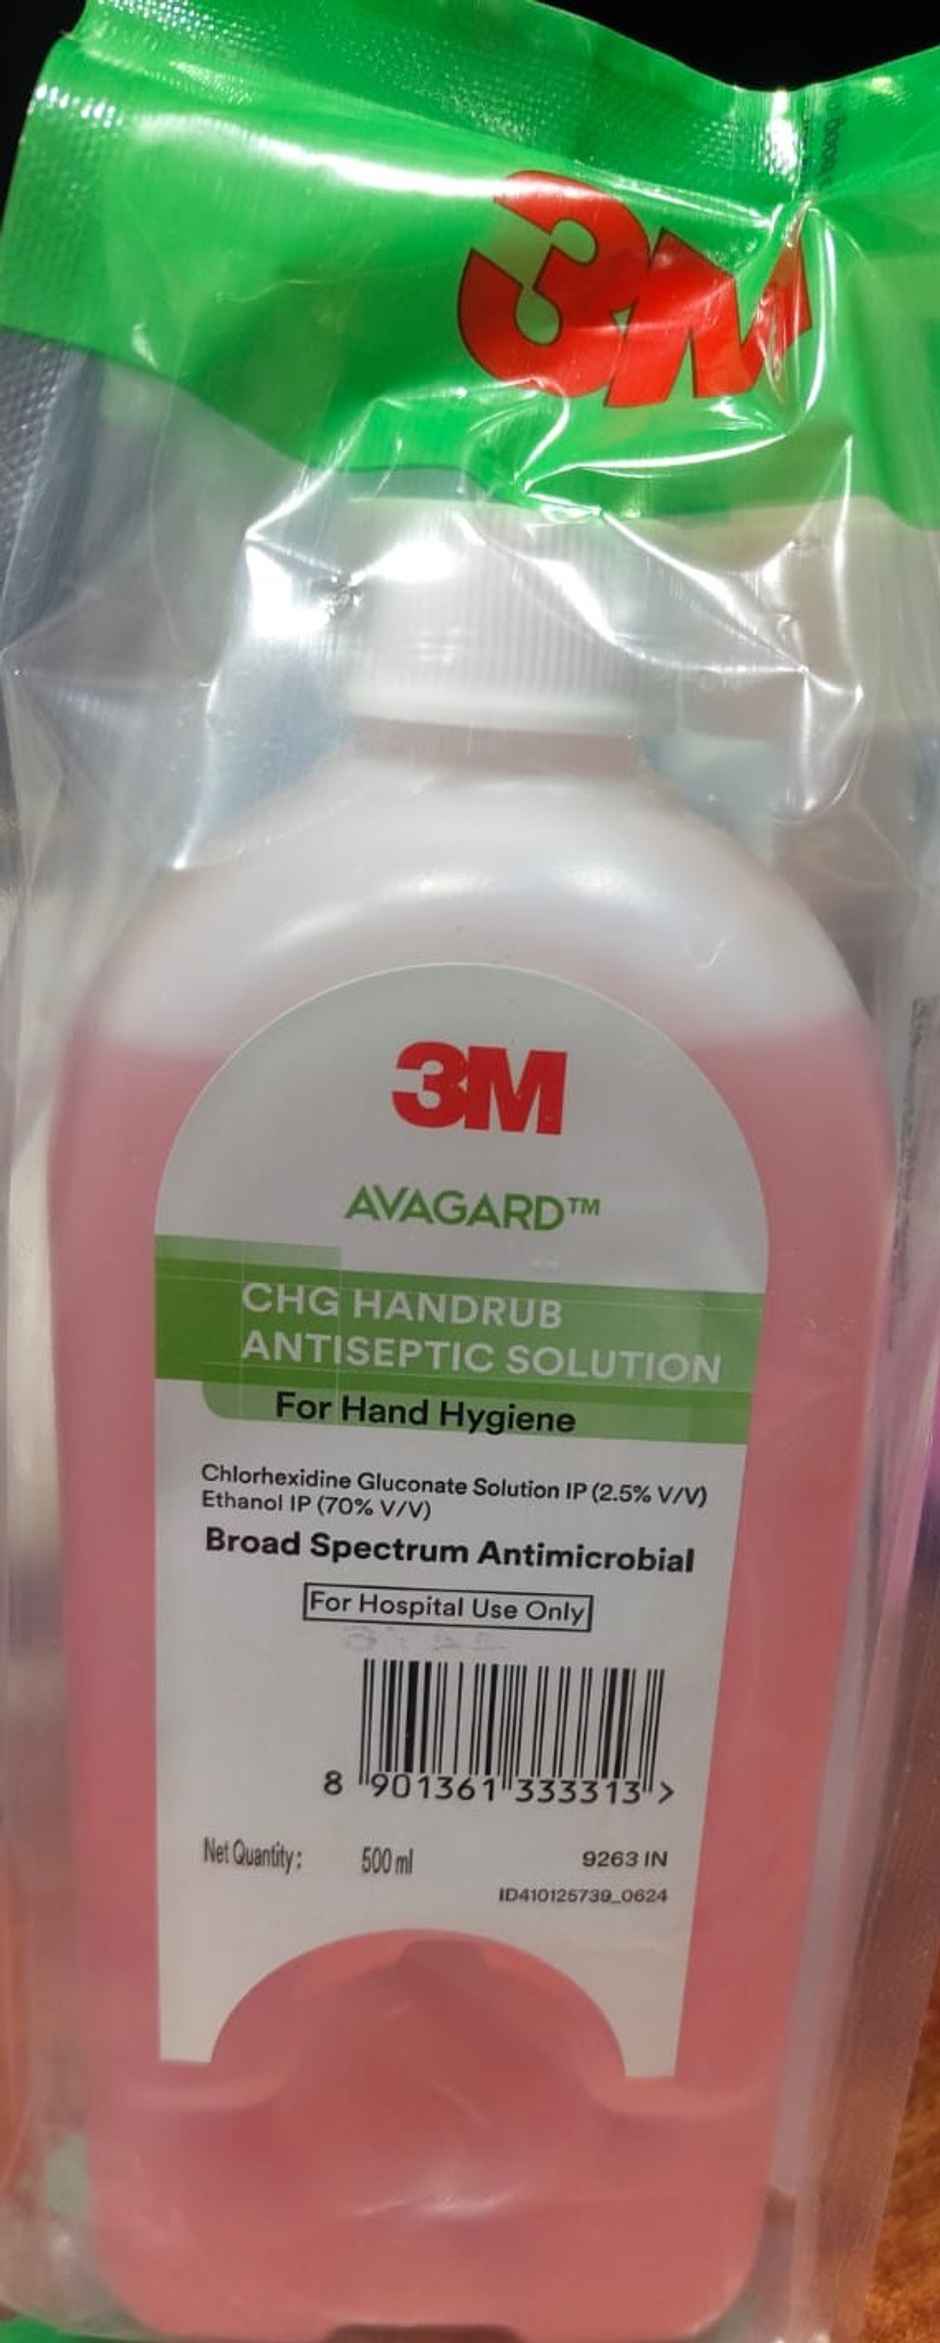 3M
3M
AVAGARD™
CHG HANDRUB
ANTISEPTIC SOLUTION
For Hand Hygiene
Chlorhexidine Gluconate Solution IP (2.5% V/V)
Ethanol IP (70% V/V)
Broad Spectrum Antimicrobial
For Hospital Use Only
8 901361 333313 >
Net Quantity: 500 ml 9263 IN
ID410125739_0624